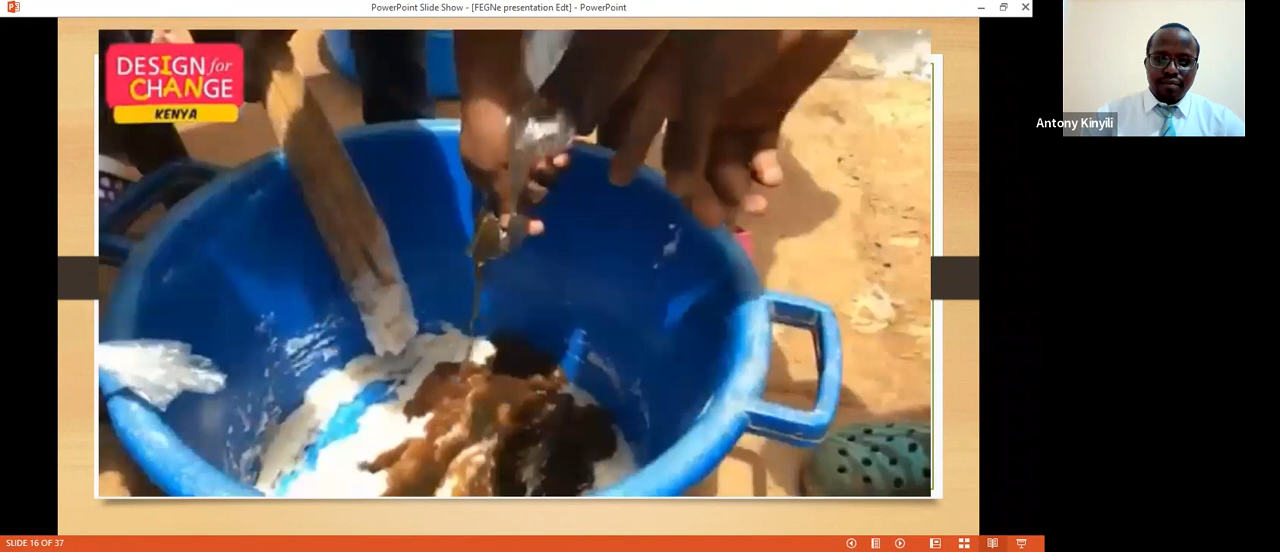 PowerPoint Slide Show - [FEGNe presentation Edt] - PowerPoint
DESIGN for
CHANGE
KENYA
Antony Kinyili
SLIDE 16 OF 37